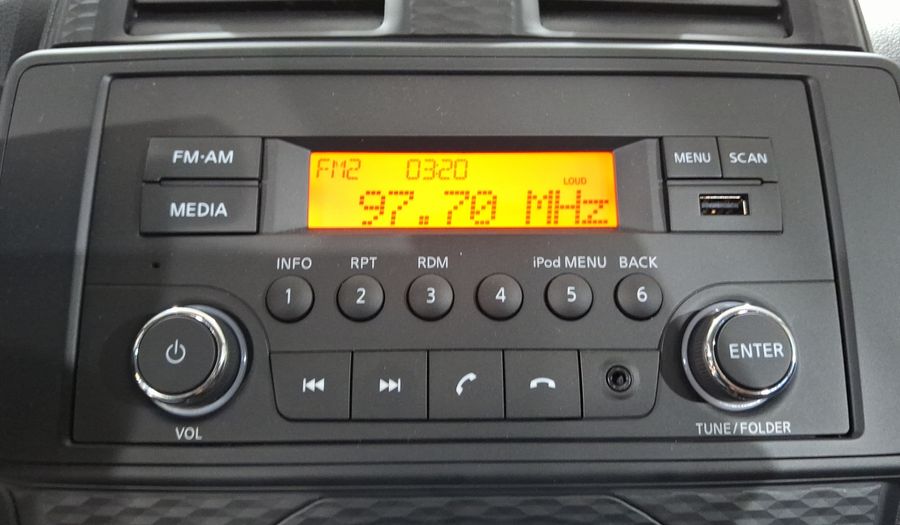 FM·AM
MEDIA
FM2 03:20
LOUD
97.70 MHz
MENU SCAN
INFO RPT RDM iPod MENU BACK
1 2 3 4 5 6
ENTER
VOL
TUNE/FOLDER